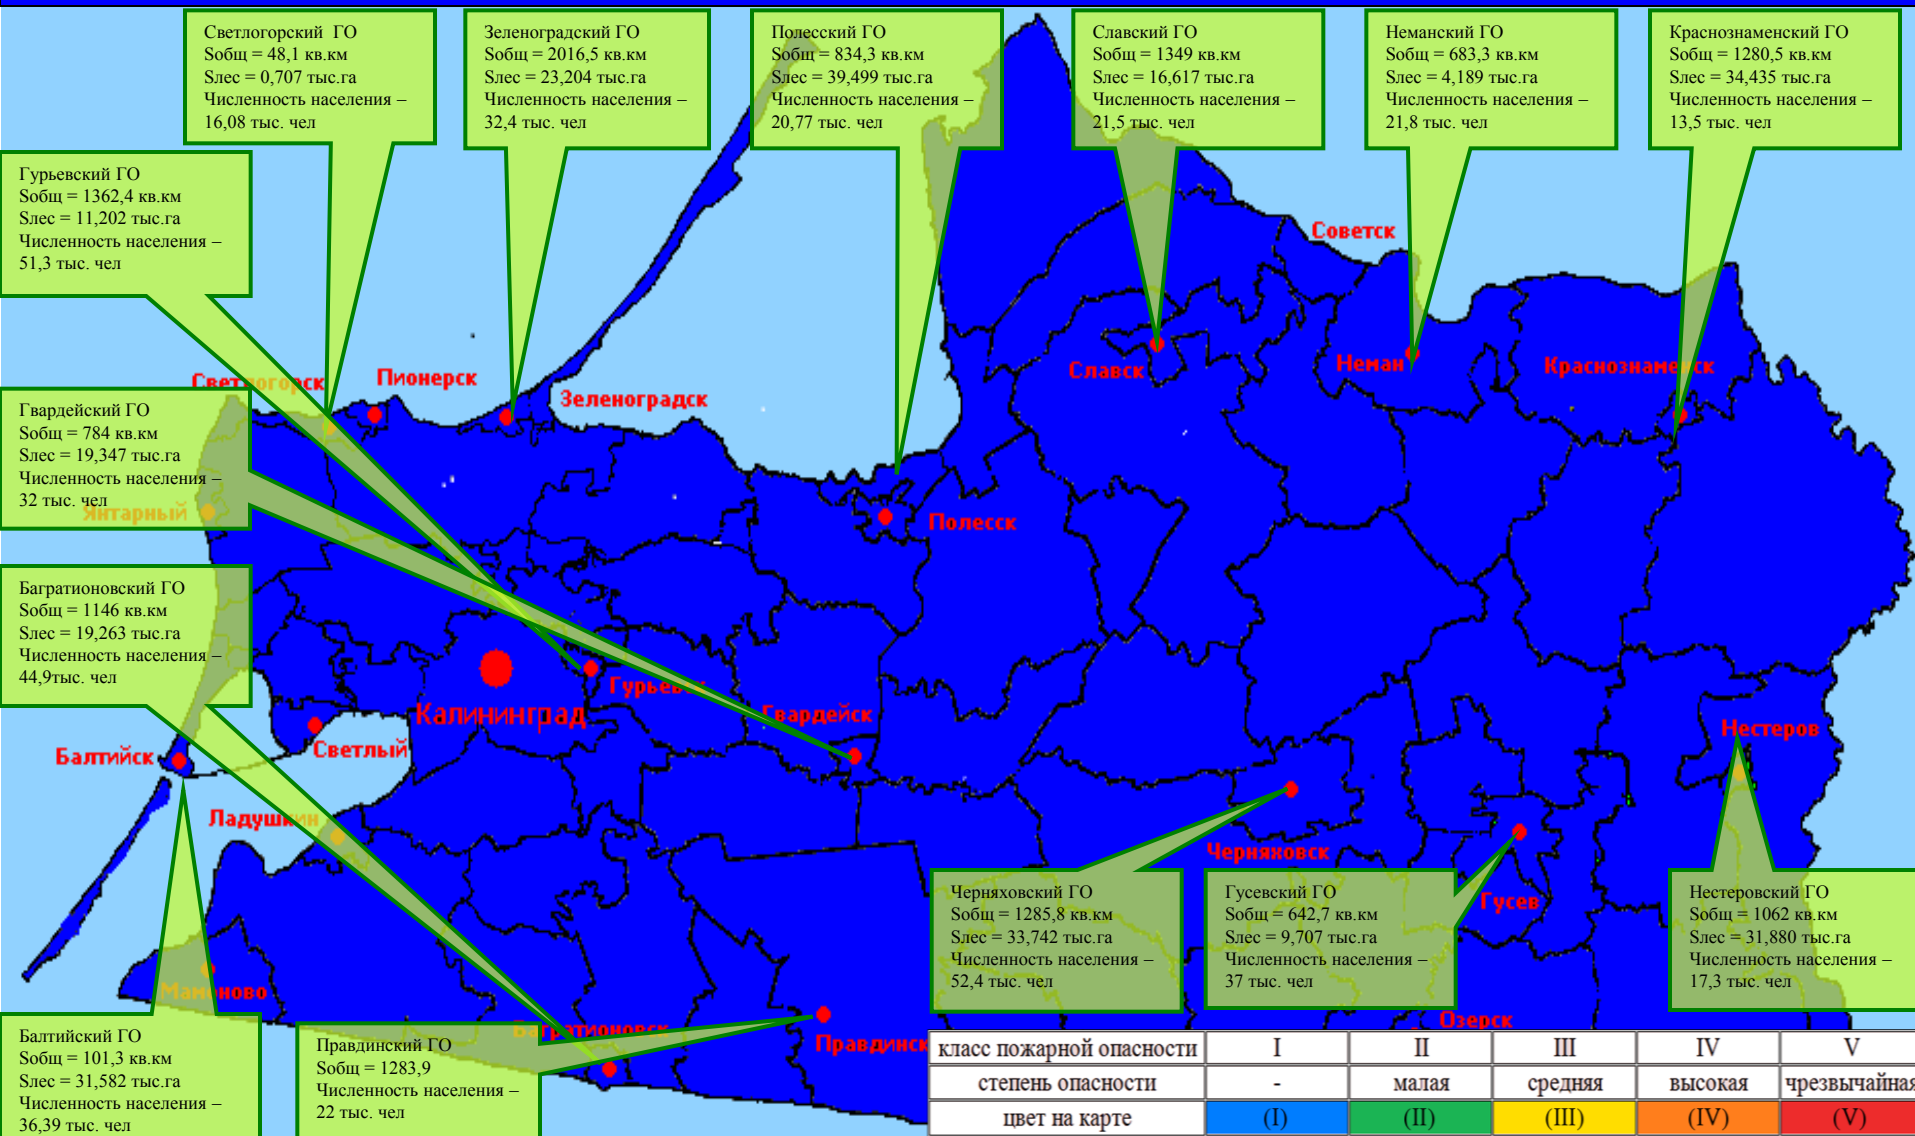 Светлогорский ГО
Sобщ = 48,1 кв.км
Sлес = 0,707 тыс.га
Численность населения –
16,08 тыс. чел
Зеленоградский ГО
Sобщ = 2016,5 кв.км
Sлес = 23,204 тыс.га
Численность населения –
32,4 тыс. чел
Полесский ГО
Sобщ = 834,3 кв.км
Sлес = 39,499 тыс.га
Численность населения –
20,77 тыс. чел
Славский ГО
Sобщ = 1349 кв.км
Sлес = 16,617 тыс.га
Численность населения –
21,5 тыс. чел
Неманский ГО
Sобщ = 683,3 кв.км
Sлес = 4,189 тыс.га
Численность населения –
21,8 тыс. чел
Краснознаменский ГО
Sобщ = 1280,5 кв.км
Sлес = 34,435 тыс.га
Численность населения –
13,5 тыс. чел
Гурьевский ГО
Sобщ = 1362,4 кв.км
Sлес = 11,202 тыс.га
Численность населения –
51,3 тыс. чел
Советск
Славск
Неман
Краснознаменск
Светлогорск
Пионерск
Зеленоградск
Гвардейский ГО
Sобщ = 784 кв.км
Sлес = 19,347 тыс.га
Численность населения –
32 тыс. чел
Янтарный
Полесск
Багратионовский ГО
Sобщ = 1146 кв.км
Sлес = 19,263 тыс.га
Численность населения –
44,9тыс. чел
Гурьевск
Калининград
Гвардейск
Нестеров
Балтийск
Светлый
Ладушкин
Черняховск
Гусев
Черняховский ГО
Sобщ = 1285,8 кв.км
Sлес = 33,742 тыс.га
Численность населения –
52,4 тыс. чел
Гусевский ГО
Sобщ = 642,7 кв.км
Sлес = 9,707 тыс.га
Численность населения –
37 тыс. чел
Нестеровский ГО
Sобщ = 1062 кв.км
Sлес = 31,880 тыс.га
Численность населения –
17,3 тыс. чел
Мамоново
Багратионовск
Правдинск
Озерск
Балтийский ГО
Sобщ = 101,3 кв.км
Sлес = 31,582 тыс.га
Численность населения –
36,39 тыс. чел
Правдинский ГО
Sобщ = 1283,9
Численность населения –
22 тыс. чел
класс пожарной опасности I II III IV V
степень опасности - малая средняя высокая чрезвычайная
цвет на карте (I) (II) (III) (IV) (V)